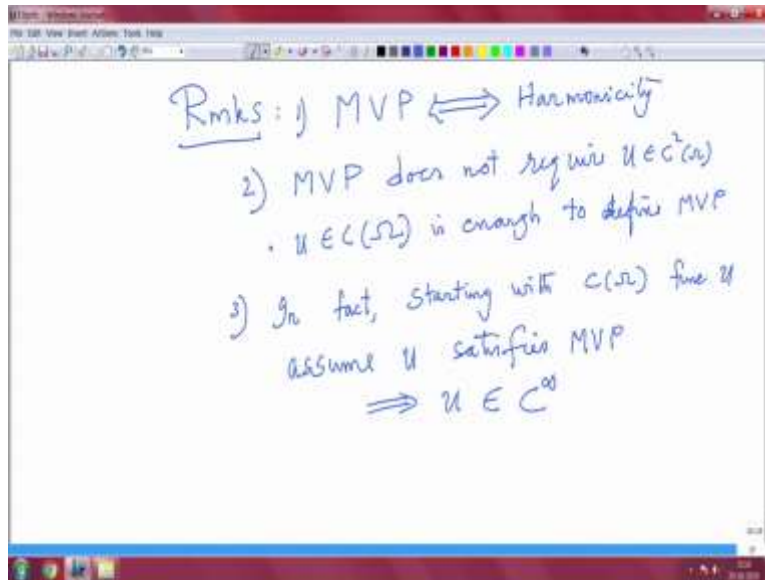 Rmks : 1) MVP ⟺ Harmonicity
2) MVP does not require u ∈ C²(Ω)
. u ∈ C(Ω) is enough to define MVP
3) In fact, starting with C(Ω) func u
assume u satisfies MVP
⟹ u ∈ C^∞